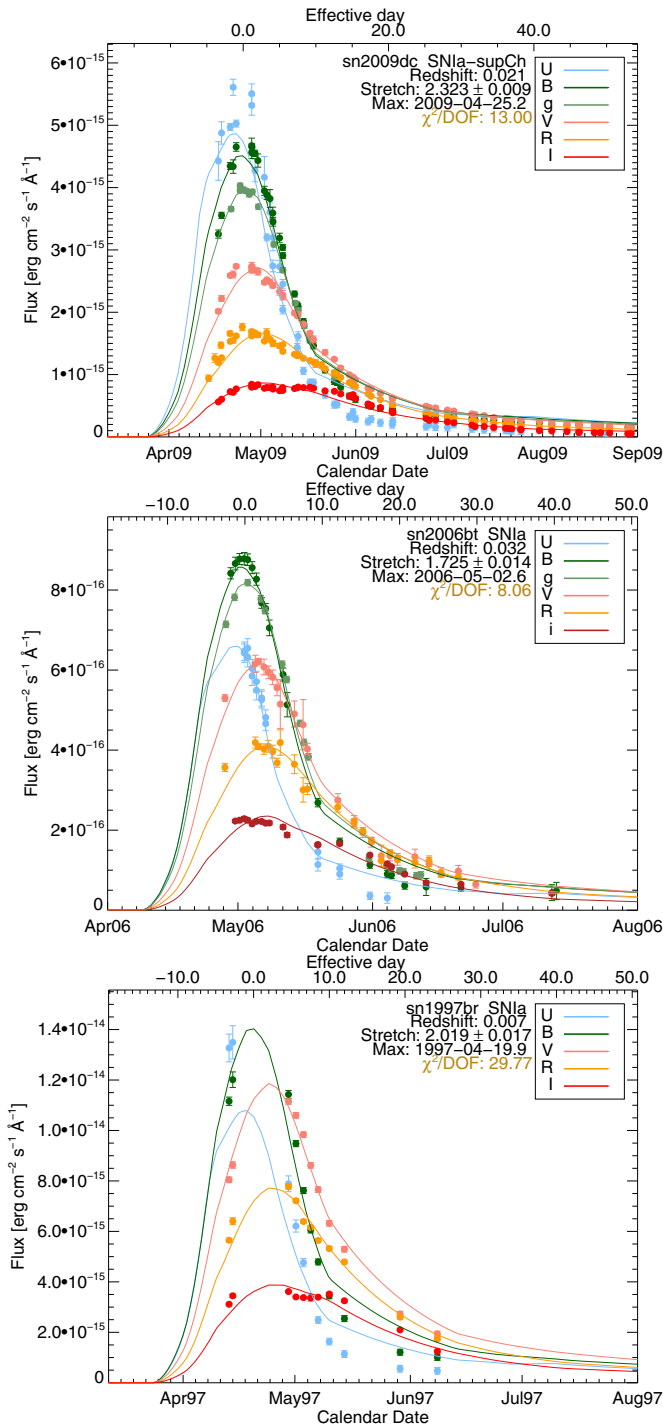 Effective day
0.0 20.0 40.0
sn2009dc SNIa-supCh
Redshift: 0.021
Stretch: 2.323 ± 0.009
Max: 2009-04-25.2
χ²/DOF: 13.00
U
B
g
V
R
I
6•10⁻¹⁵
5•10⁻¹⁵
4•10⁻¹⁵
3•10⁻¹⁵
2•10⁻¹⁵
1•10⁻¹⁵
0
Flux [erg cm⁻² s⁻¹ Å⁻¹]
Apr09 May09 Jun09 Jul09 Aug09 Sep09
Calendar Date
Effective day
-10.0 0.0 10.0 20.0 30.0 40.0 50.0
sn2006bt SNIa
Redshift: 0.032
Stretch: 1.725 ± 0.014
Max: 2006-05-02.6
χ²/DOF: 8.06
U
B
g
V
R
i
8•10⁻¹⁶
6•10⁻¹⁶
4•10⁻¹⁶
2•10⁻¹⁶
0
Flux [erg cm⁻² s⁻¹ Å⁻¹]
Apr06 May06 Jun06 Jul06 Aug06
Calendar Date
Effective day
-10.0 0.0 10.0 20.0 30.0 40.0 50.0
sn1997br SNIa
Redshift: 0.007
Stretch: 2.019 ± 0.017
Max: 1997-04-19.9
χ²/DOF: 29.77
U
B
V
R
I
1.4•10⁻¹⁴
1.2•10⁻¹⁴
1.0•10⁻¹⁴
8.0•10⁻¹⁵
6.0•10⁻¹⁵
4.0•10⁻¹⁵
2.0•10⁻¹⁵
0
Flux [erg cm⁻² s⁻¹ Å⁻¹]
Apr97 May97 Jun97 Jul97 Aug97
Calendar Date